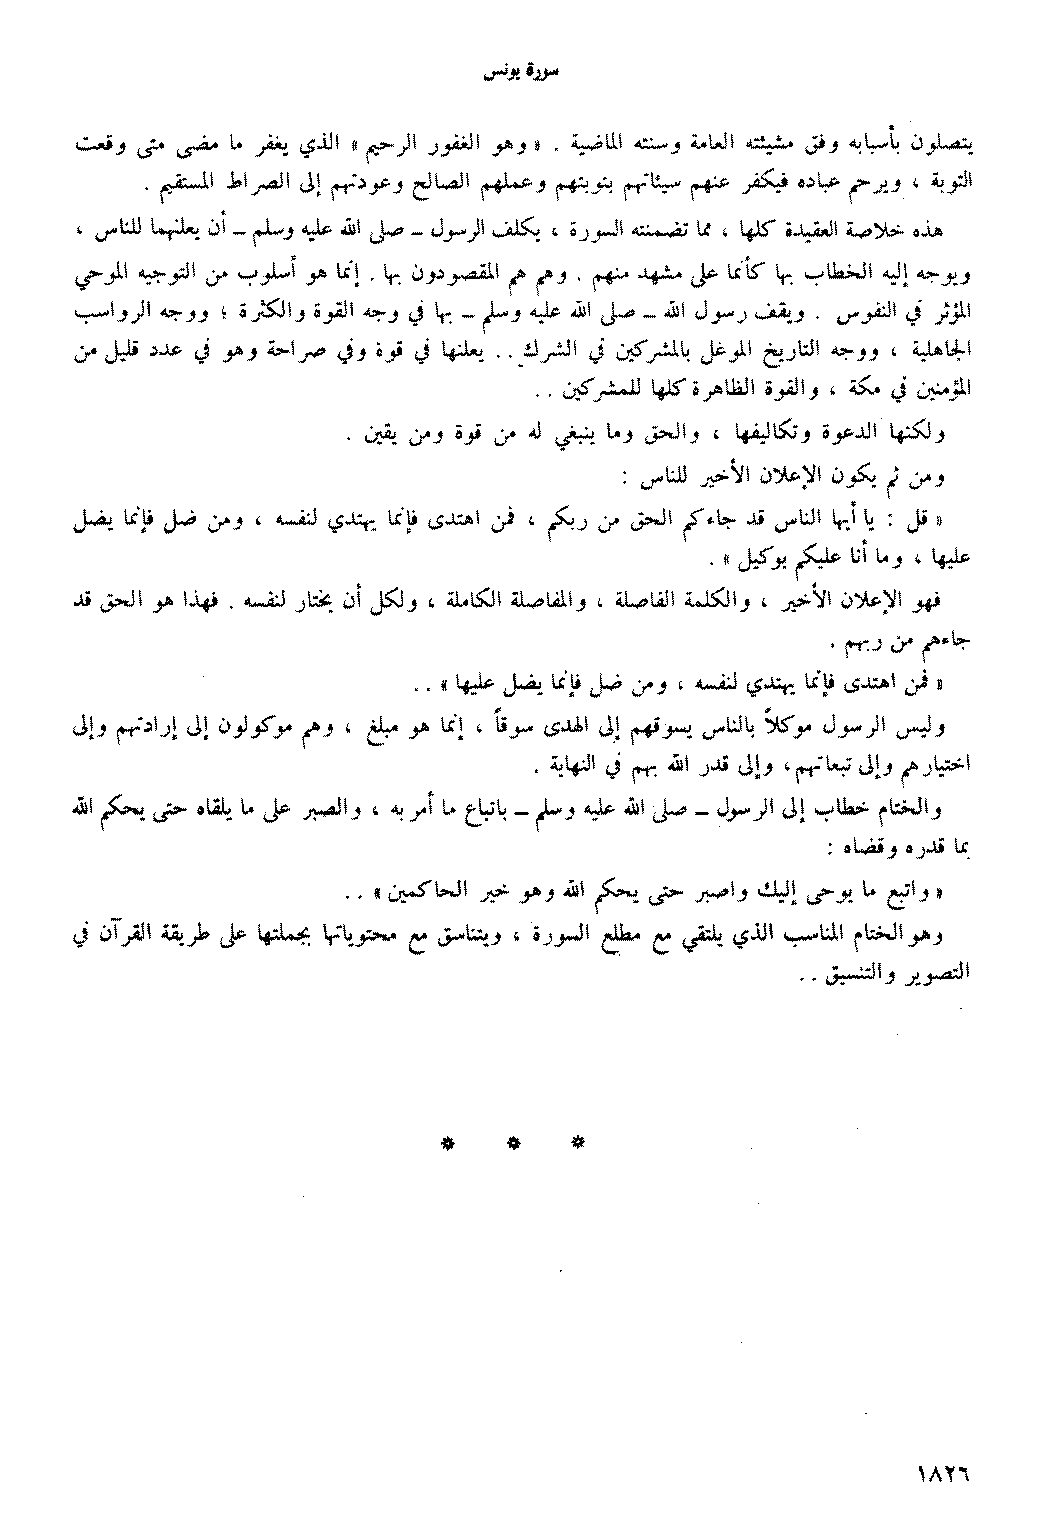 سورة يونس
يتصلون بأسبابه وفق مشيئته العامة وسنته الماضية . « وهو الغفور الرحيم » الذي يغفر ما مضى متى وقعت
التوبة ، ويرحم عباده فيكفر عنهم سيئاتهم بتوبتهم وعملهم الصالح وعودتهم إلى الصراط المستقيم .
هذه خلاصة العقيدة كلها ، مما تضمنته السورة ، يكلف الرسول ـ صلى الله عليه وسلم ـ أن يعلنهما للناس ،
ويوجه إليه الخطاب بها كأنما على مشهد منهم . وهم هم المقصودون بها . إنما هو أسلوب من التوجيه الموحي
المؤثر في النفوس . ويقف رسول الله ـ صلى الله عليه وسلم ـ بها في وجه القوة والكثرة ؛ ووجه الرواسب
الجاهلية ، ووجه التاريخ الموغل بالمشركين في الشرك .. يعلنها في قوة وفي صراحة وهو في عدد قليل من
المؤمنين في مكة ، والقوة الظاهرة كلها للمشركين ..
ولكنها الدعوة وتكاليفها ، والحق وما ينبغي له من قوة ومن يقين .
ومن ثم يكون الإعلان الأخير للناس :
« قل : يا أيها الناس قد جاءكم الحق من ربكم ، فمن اهتدى فإنما يهتدي لنفسه ، ومن ضل فإنما يضل
عليها ، وما أنا عليكم بوكيل » .
فهو الإعلان الأخير ، والكلمة الفاصلة ، والمفاصلة الكاملة ، ولكل أن يختار لنفسه . فهذا هو الحق قد
جاءهم من ربهم .
« فمن اهتدى فإنما يهتدي لنفسه ، ومن ضل فإنما يضل عليها » ..
وليس الرسول موكلاً بالناس يسوقهم إلى الهدى سوقاً ، إنما هو مبلغ ، وهم موكولون إلى إرادتهم وإلى
اختيارهم وإلى تبعاتهم، وإلى قدر الله بهم في النهاية .
والختام خطاب إلى الرسول ـ صلى الله عليه وسلم ـ باتباع ما أمر به ، والصبر على ما يلقاه حتى يحكم الله
بما قدره وقضاه :
« واتبع ما يوحى إليك واصبر حتى يحكم الله وهو خير الحاكمين » ..
وهو الختام المناسب الذي يلتقي مع مطلع السورة ، ويتناسق مع محتوياتها بجملتها على طريقة القرآن في
التصوير والتنسيق ..
* * *
١٨٢٦